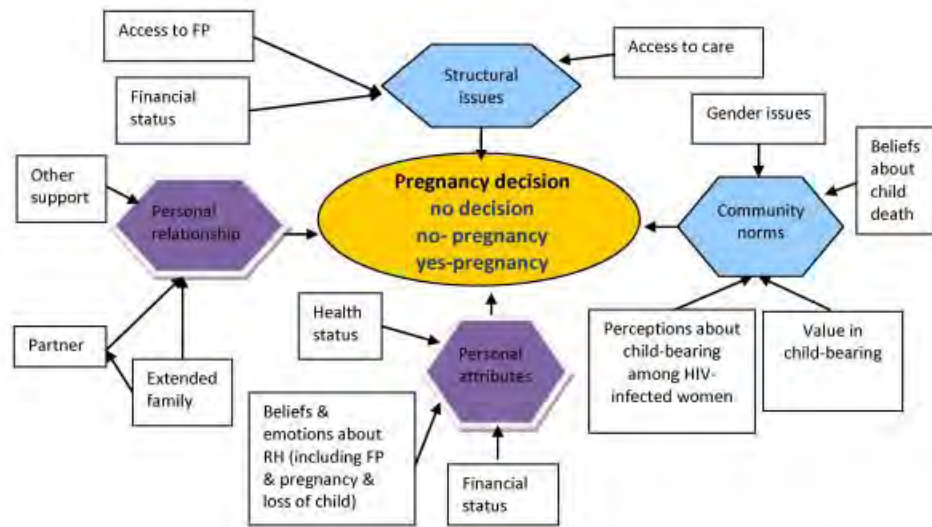 Access to FP
Financial
status
Structural
issues
Access to care
Gender issues
Beliefs
about
child
death
Other
support
Personal
relationship
Pregnancy decision
no decision
no- pregnancy
yes-pregnancy
Community
norms
Partner
Extended
family
Health
status
Personal
attributes
Beliefs &
emotions about
RH (including FP
& pregnancy &
loss of child)
Financial
status
Perceptions about
child-bearing
among HIV-
infected women
Value in
child-bearing